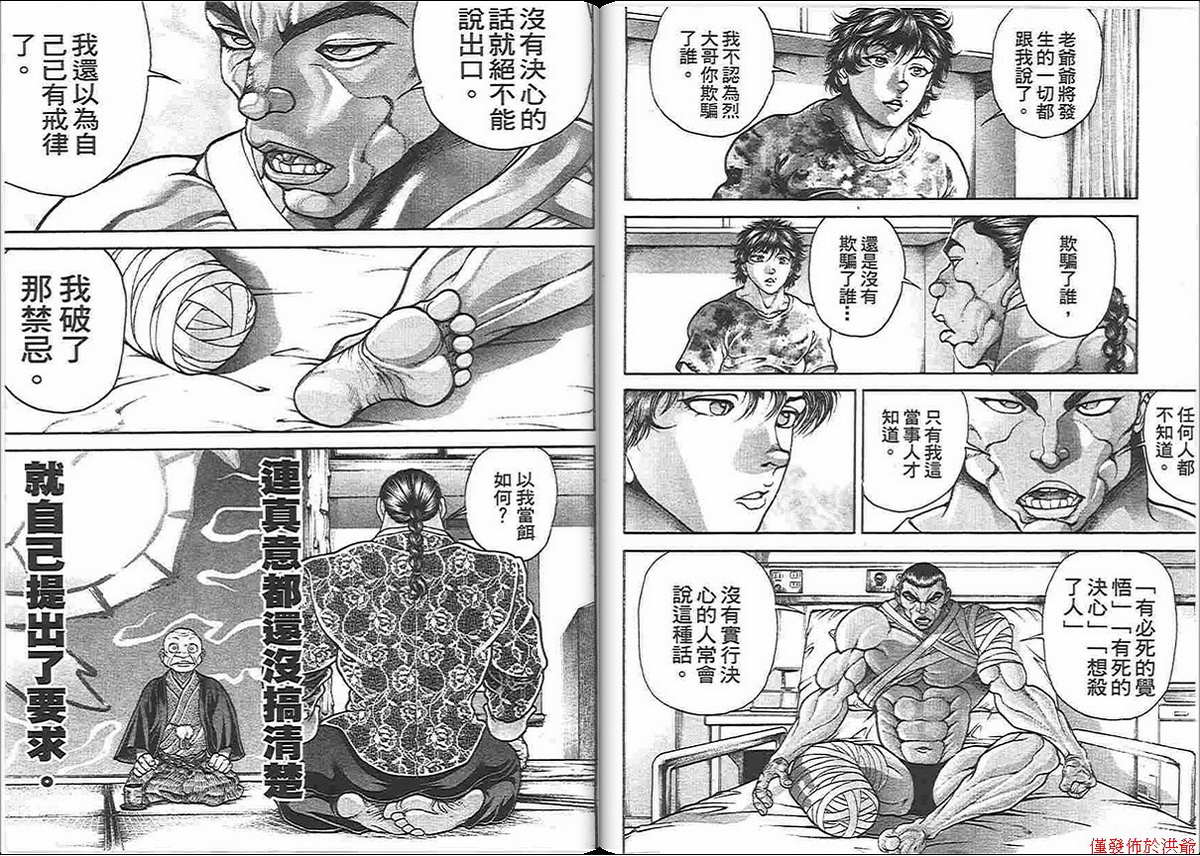 老爺爺將發
生的一切都
跟我說了。
我不認為烈
大哥你欺騙
了誰。
欺騙了誰，
還是沒有
欺騙了誰…
任何人都
不知道。
只有我這
當事人才
知道。
「有必死的覺
悟」「有死的
決心」「想殺
了人」
沒有實行決
心的人常會
說這種話。
沒有決心的
話就絕不能
說出口。
我還以為自
己己有戒律
了。
我破了
那禁忌。
以我當餌
如何？
連真意都還沒搞清楚
就自己提出了要求。
僅發佈於洪爺